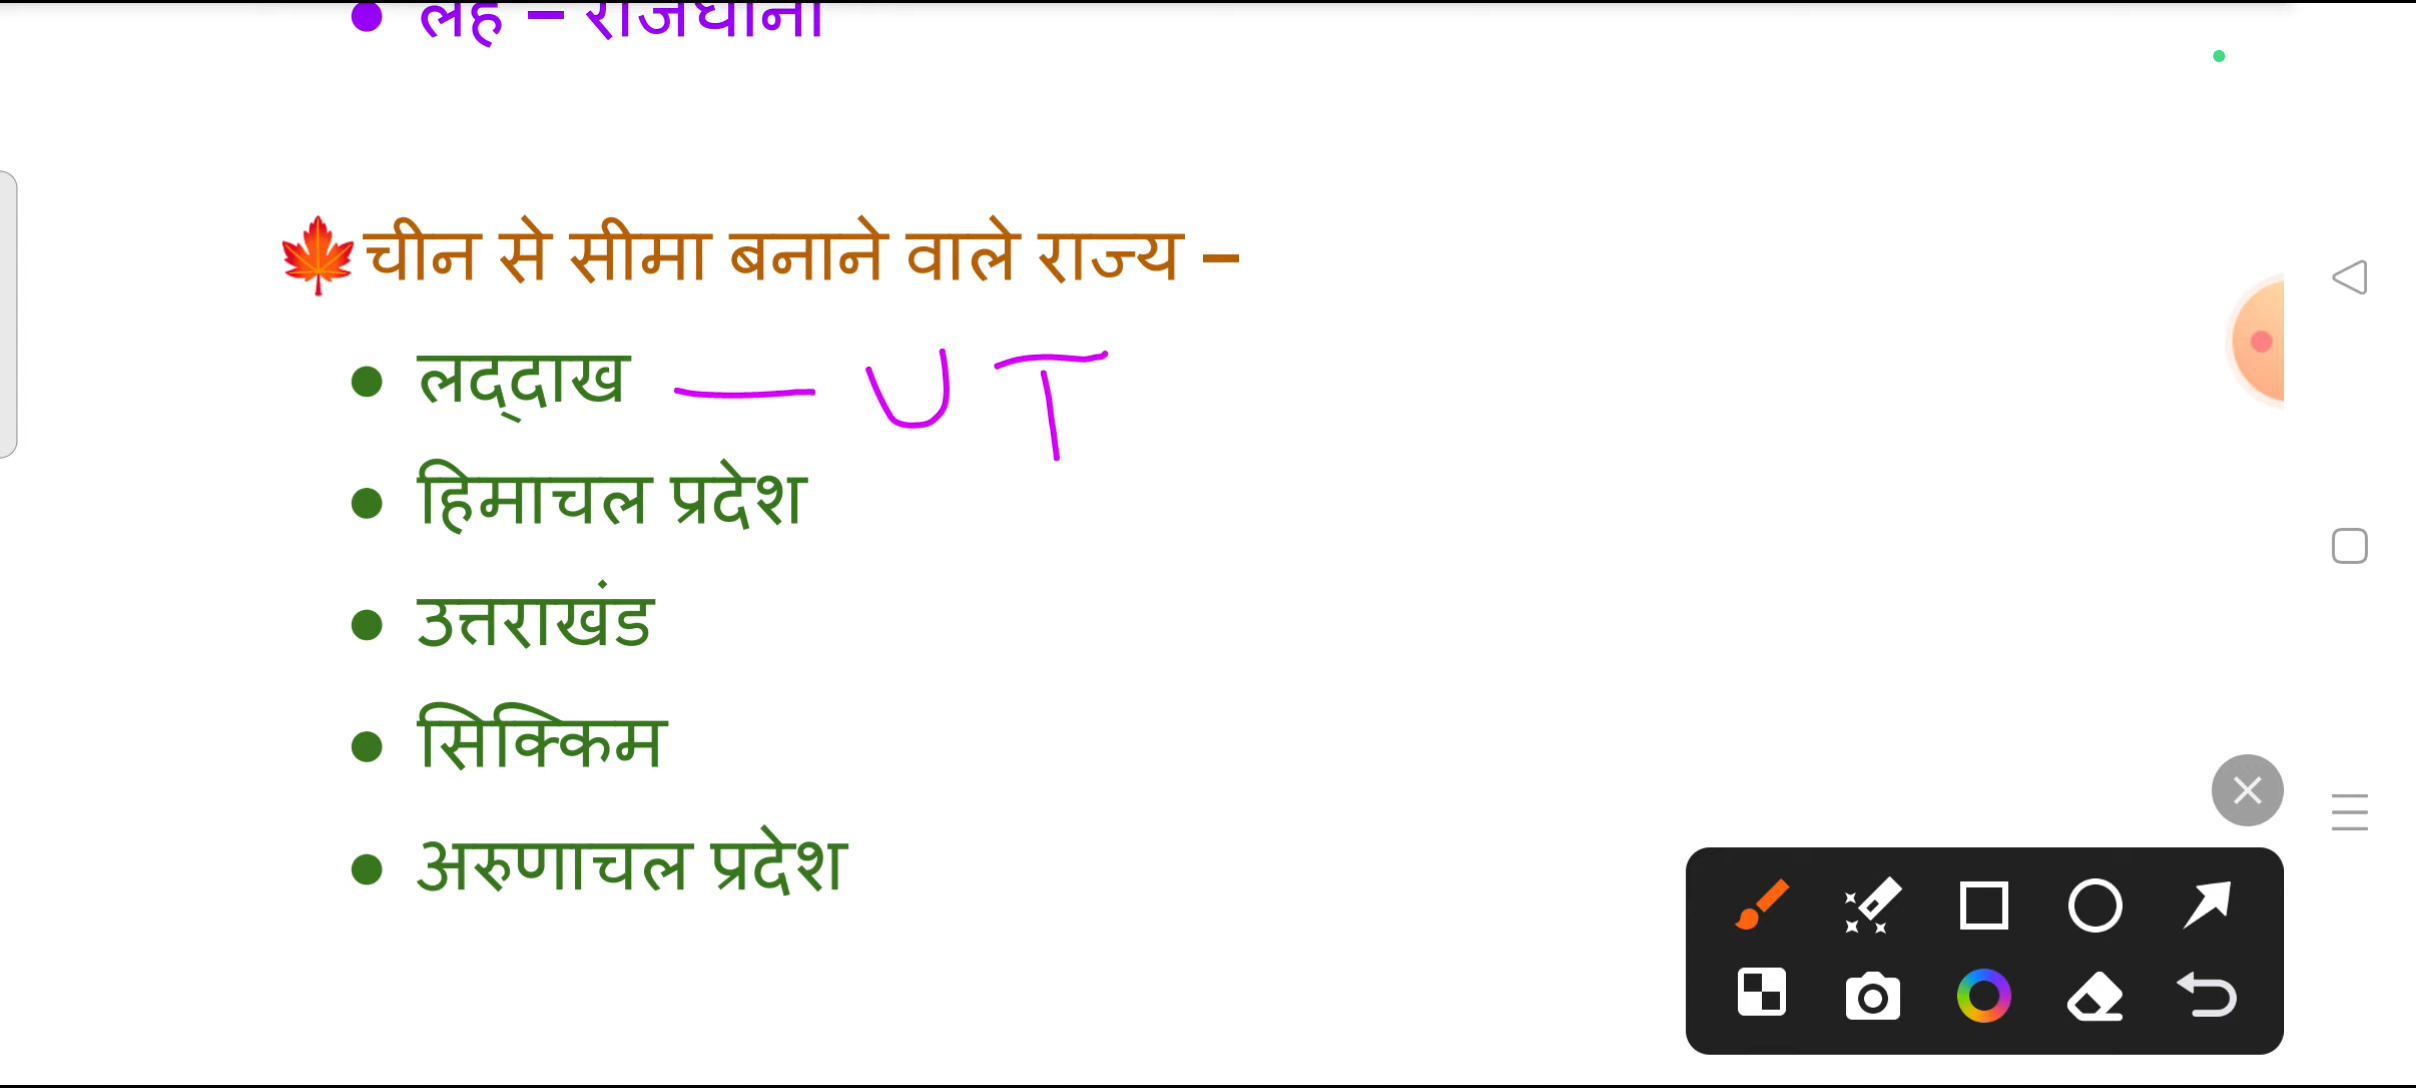 लेह – राजधानी
🍁चीन से सीमा बनाने वाले राज्य –
● लद्दाख — UT
● हिमाचल प्रदेश
● उत्तराखंड
● सिक्किम
● अरुणाचल प्रदेश